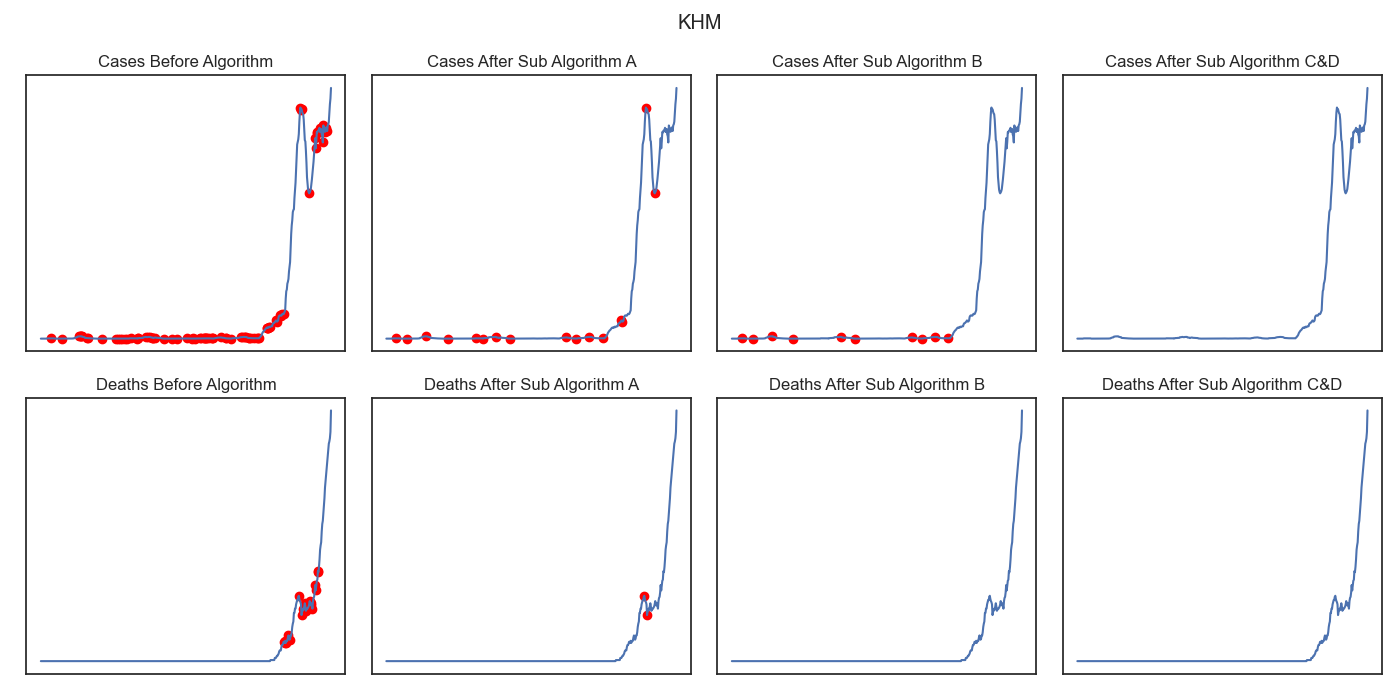 KHM
Cases Before Algorithm
Cases After Sub Algorithm A
Cases After Sub Algorithm B
Cases After Sub Algorithm C&D
Deaths Before Algorithm
Deaths After Sub Algorithm A
Deaths After Sub Algorithm B
Deaths After Sub Algorithm C&D